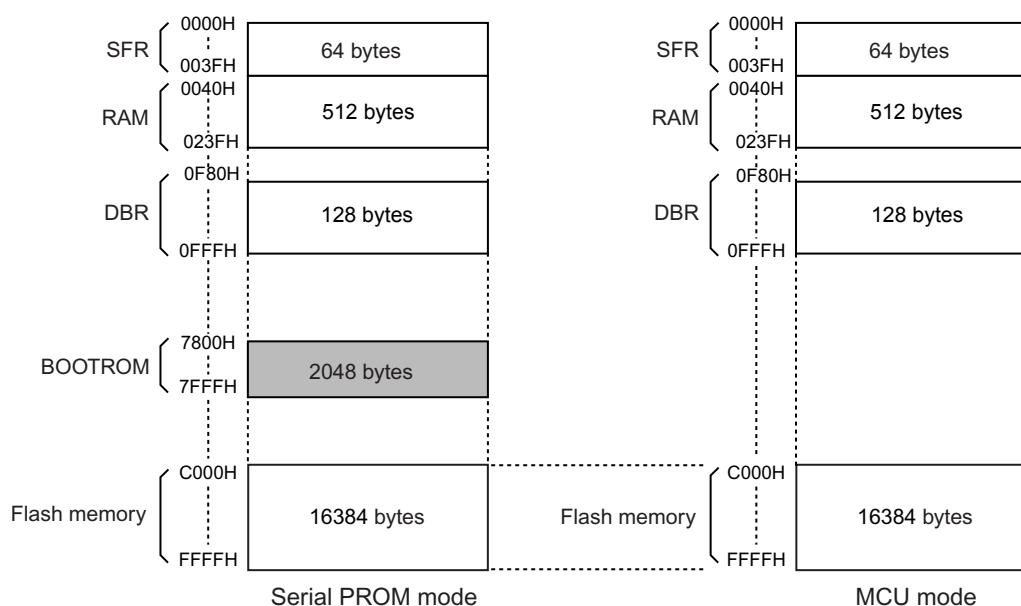 0000H
SFR
64 bytes
003FH
0040H
RAM
512 bytes
023FH
0F80H
DBR
128 bytes
0FFFH
7800H
BOOTROM
2048 bytes
7FFFH
C000H
Flash memory
16384 bytes
FFFFH
Serial PROM mode
0000H
SFR
64 bytes
003FH
0040H
RAM
512 bytes
023FH
0F80H
DBR
128 bytes
0FFFH
C000H
Flash memory
16384 bytes
FFFFH
MCU mode